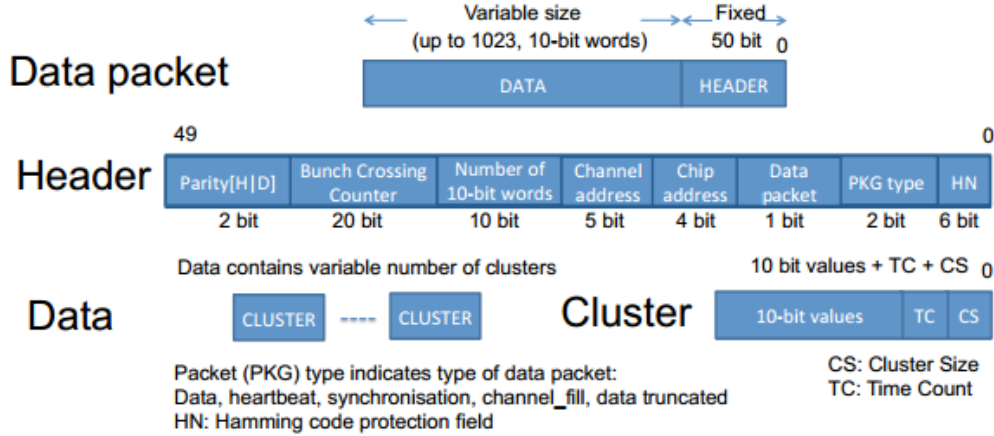 Variable size Fixed
(up to 1023, 10-bit words) 50 bit 0
Data packet DATA HEADER
49 0
Header Parity[H|D] Bunch Crossing Counter Number of 10-bit words Channel address Chip address Data packet PKG type HN
2 bit 20 bit 10 bit 5 bit 4 bit 1 bit 2 bit 6 bit
Data contains variable number of clusters 10 bit values + TC + CS 0
Data CLUSTER ---- CLUSTER Cluster 10-bit values TC CS
Packet (PKG) type indicates type of data packet:
Data, heartbeat, synchronisation, channel_fill, data truncated
HN: Hamming code protection field
CS: Cluster Size
TC: Time Count